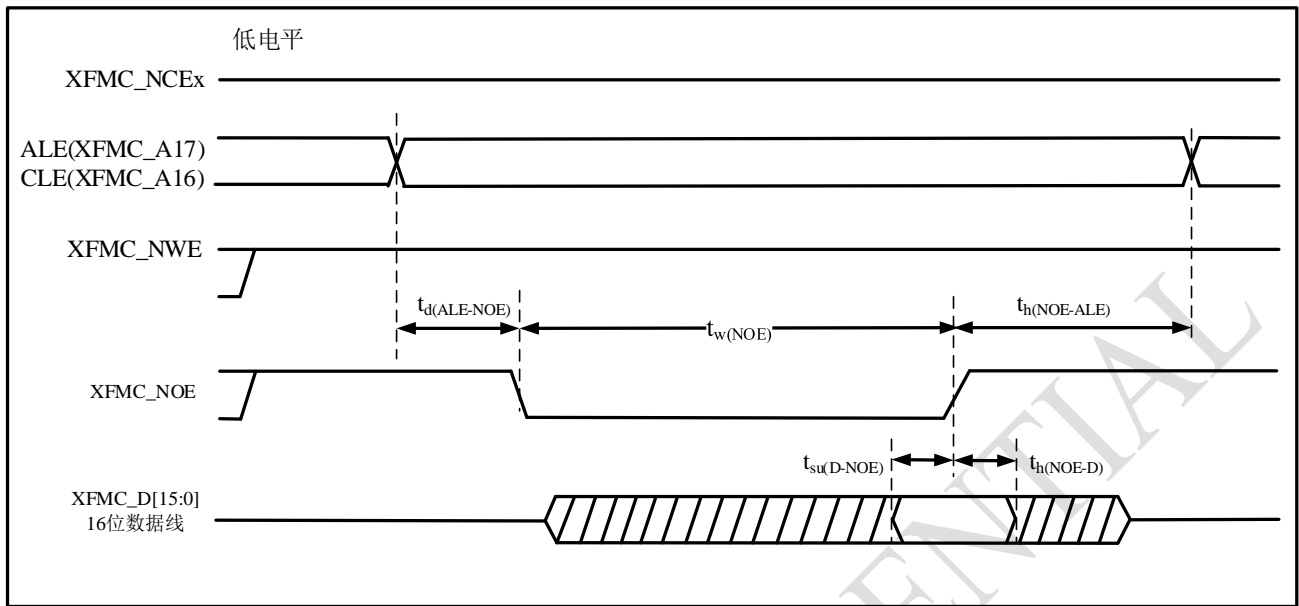 低电平
XFMC_NCEx
ALE(XFMC_A17)
CLE(XFMC_A16)
XFMC_NWE
td(ALE-NOE)
tw(NOE)
th(NOE-ALE)
XFMC_NOE
tsu(D-NOE)
th(NOE-D)
XFMC_D[15:0]
16位数据线
ENTIAL